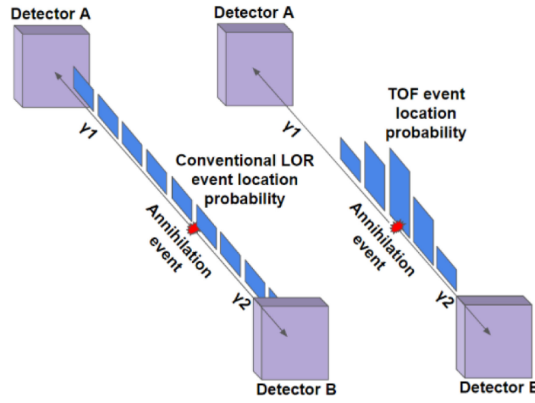 Detector A
γ1
Conventional LOR
event location
probability
Annihilation
event
γ2
Detector B
Detector A
γ1
TOF event
location
probability
Annihilation
event
γ2
Detector B